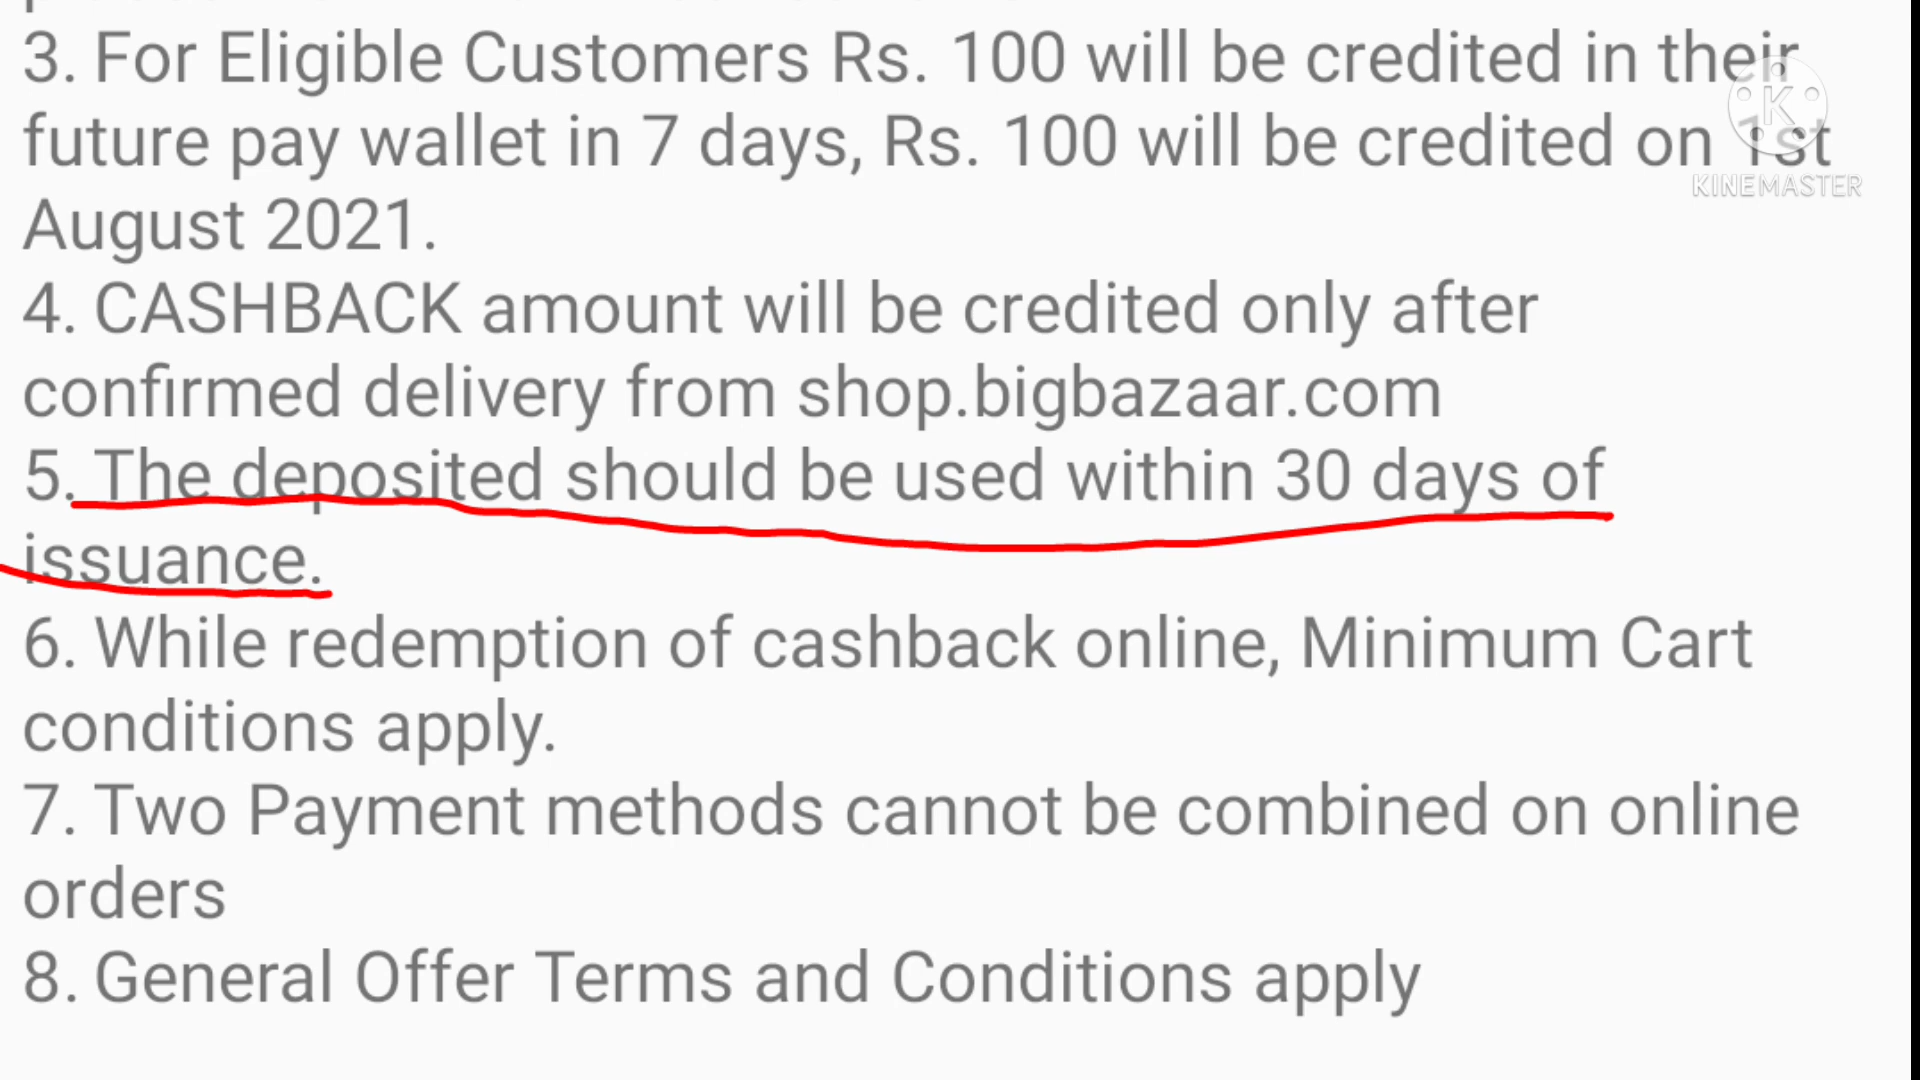 3. For Eligible Customers Rs. 100 will be credited in their
future pay wallet in 7 days, Rs. 100 will be credited on 1st
August 2021.
4. CASHBACK amount will be credited only after
confirmed delivery from shop.bigbazaar.com
5. The deposited should be used within 30 days of
issuance.
6. While redemption of cashback online, Minimum Cart
conditions apply.
7. Two Payment methods cannot be combined on online
orders
8. General Offer Terms and Conditions apply
K
KINEMASTER